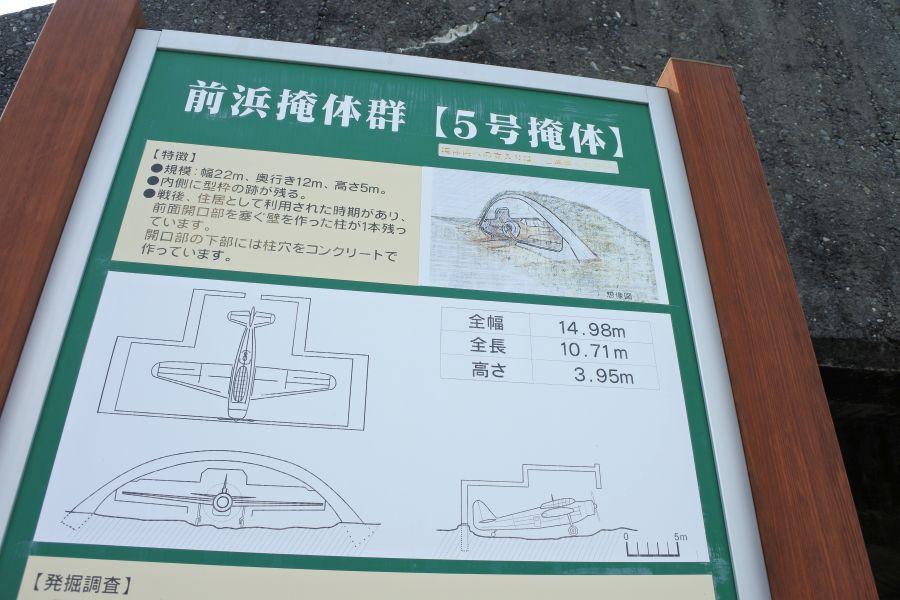 前浜掩体群【5号掩体】
【特徴】
●規模：幅22m、奥行き12m、高さ5m。
●内側に型枠の跡が残る。
●戦後、住居として利用された時期があり、
前面開口部を塞ぐ壁を作った柱が1本残っ
ています。
開口部の下部には柱穴をコンクリートで
作っています。
想像図
全幅 14.98m
全長 10.71m
高さ 3.95m
0 5m
【発掘調査】